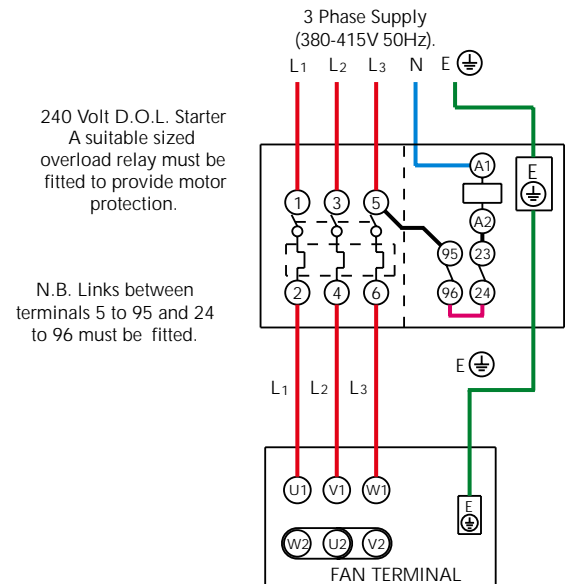 3 Phase Supply
(380-415V 50Hz).
L1 L2 L3 N E
240 Volt D.O.L. Starter
A suitable sized
overload relay must be
fitted to provide motor
protection.
A1
E
1 3 5
A2
95 23
N.B. Links between
terminals 5 to 95 and 24
to 96 must be fitted.
2 4 6 96 24
E
L1 L2 L3
U1 V1 W1
E
W2 U2 V2
FAN TERMINAL